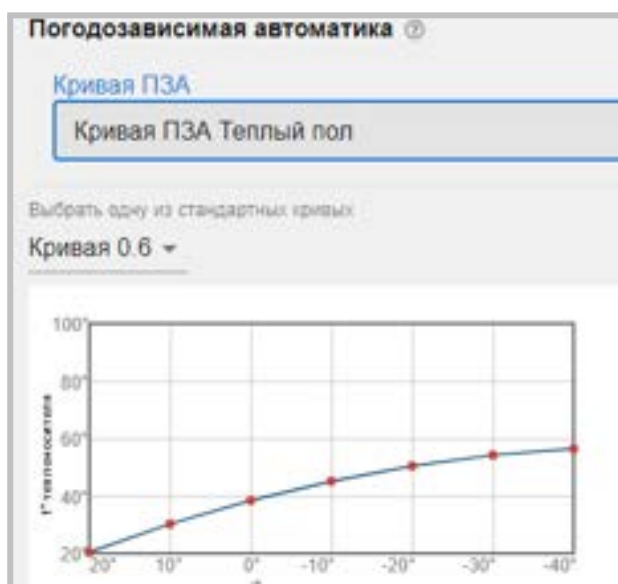 Погодозависимая автоматика ?
Кривая ПЗА
Кривая ПЗА Теплый пол
Выбрать одну из стандартных кривых
Кривая 0.6
100°
80°
60°
40°
20°
t° теплоносителя
20° 10° 0° -10° -20° -30° -40°